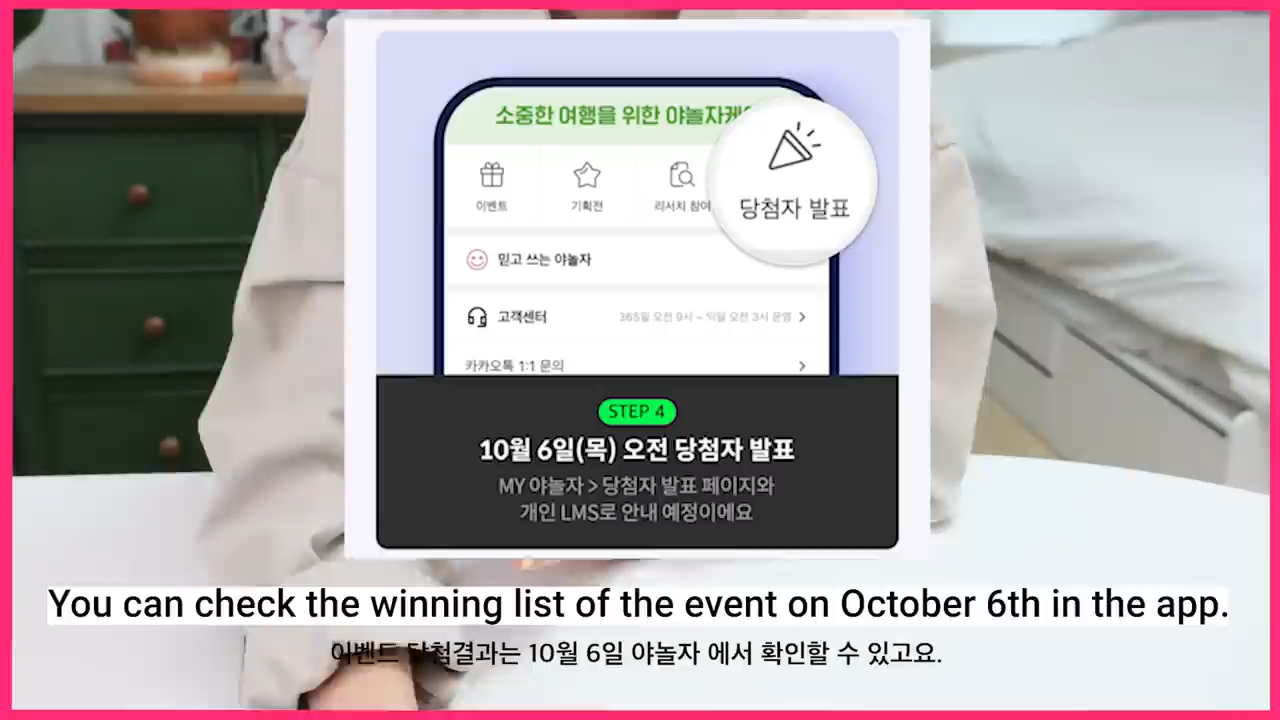 소중한 여행을 위한 야놀자케어
이벤트
기획전
리서치 참여
당첨자 발표
믿고 쓰는 야놀자
고객센터
365일 오전 9시 ~ 익일 오전 3시 운영
카카오톡 1:1 문의
STEP 4
10월 6일(목) 오전 당첨자 발표
MY 야놀자 > 당첨자 발표 페이지와
개인 LMS로 안내 예정이에요
You can check the winning list of the event on October 6th in the app.
이벤트 당첨결과는 10월 6일 야놀자 에서 확인할 수 있고요.